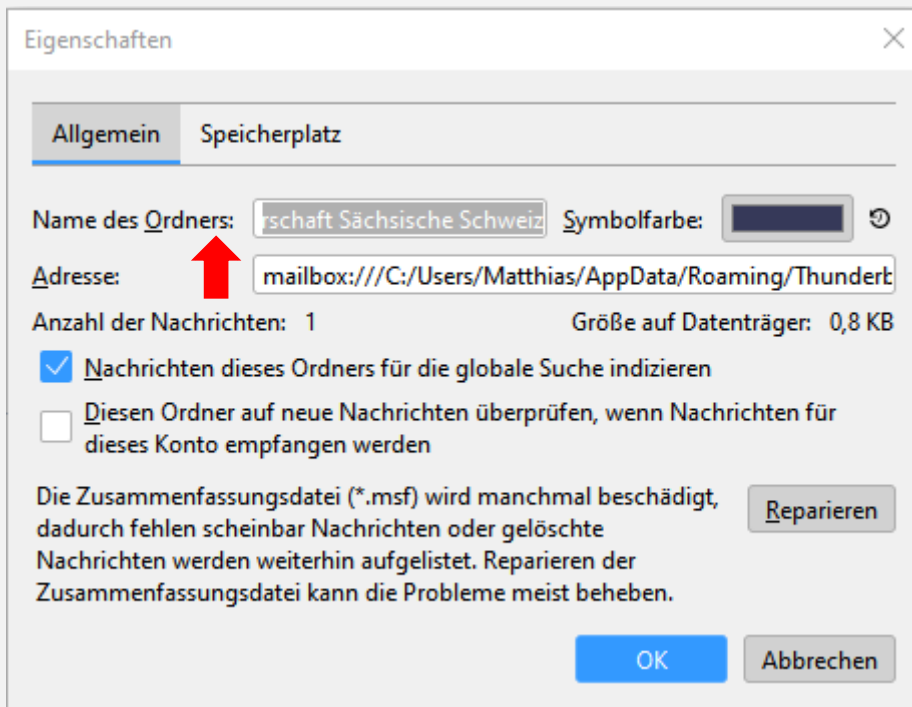 Eigenschaften
Allgemein Speicherplatz
Name des Ordners: rschaft Sächsische Schweiz Symbolfarbe:
Adresse: mailbox:///C:/Users/Matthias/AppData/Roaming/Thunderb
Anzahl der Nachrichten: 1 Größe auf Datenträger: 0,8 KB
Nachrichten dieses Ordners für die globale Suche indizieren
Diesen Ordner auf neue Nachrichten überprüfen, wenn Nachrichten für
dieses Konto empfangen werden
Die Zusammenfassungsdatei (*.msf) wird manchmal beschädigt,
dadurch fehlen scheinbar Nachrichten oder gelöschte
Nachrichten werden weiterhin aufgelistet. Reparieren der
Zusammenfassungsdatei kann die Probleme meist beheben.
Reparieren
OK Abbrechen